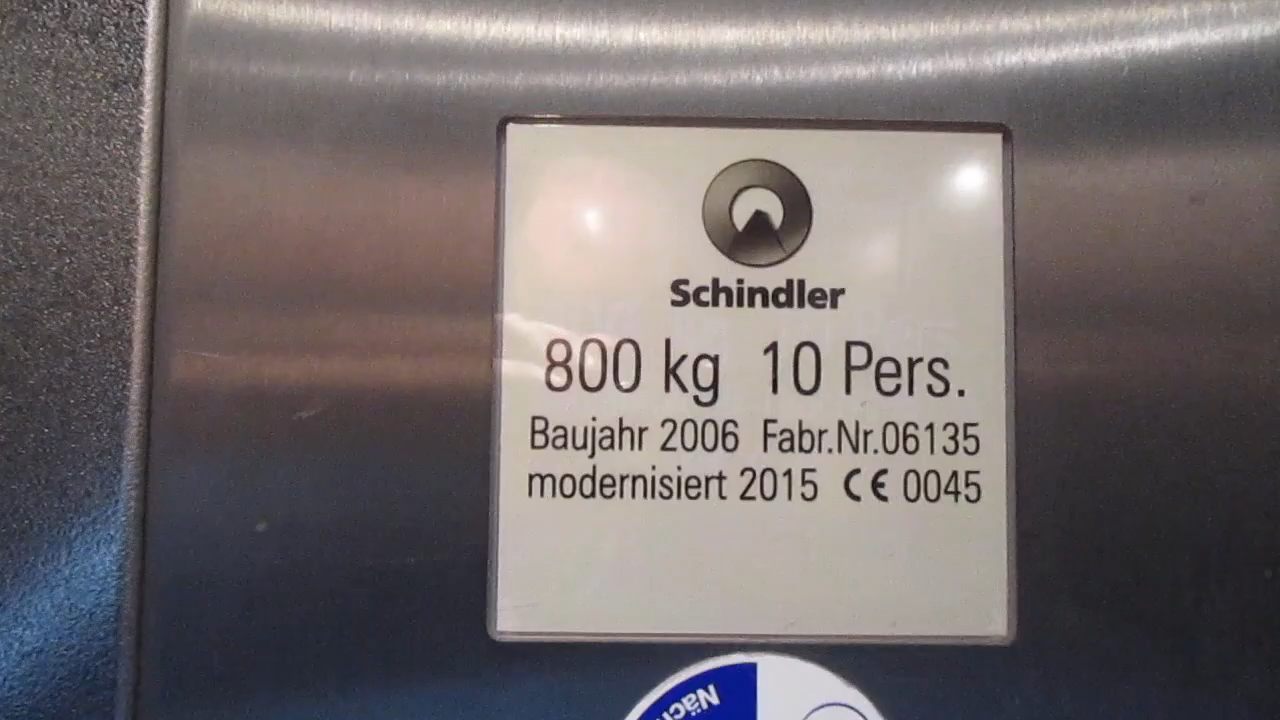 Schindler
800 kg 10 Pers.
Baujahr 2006 Fabr.Nr.06135
modernisiert 2015 CE 0045